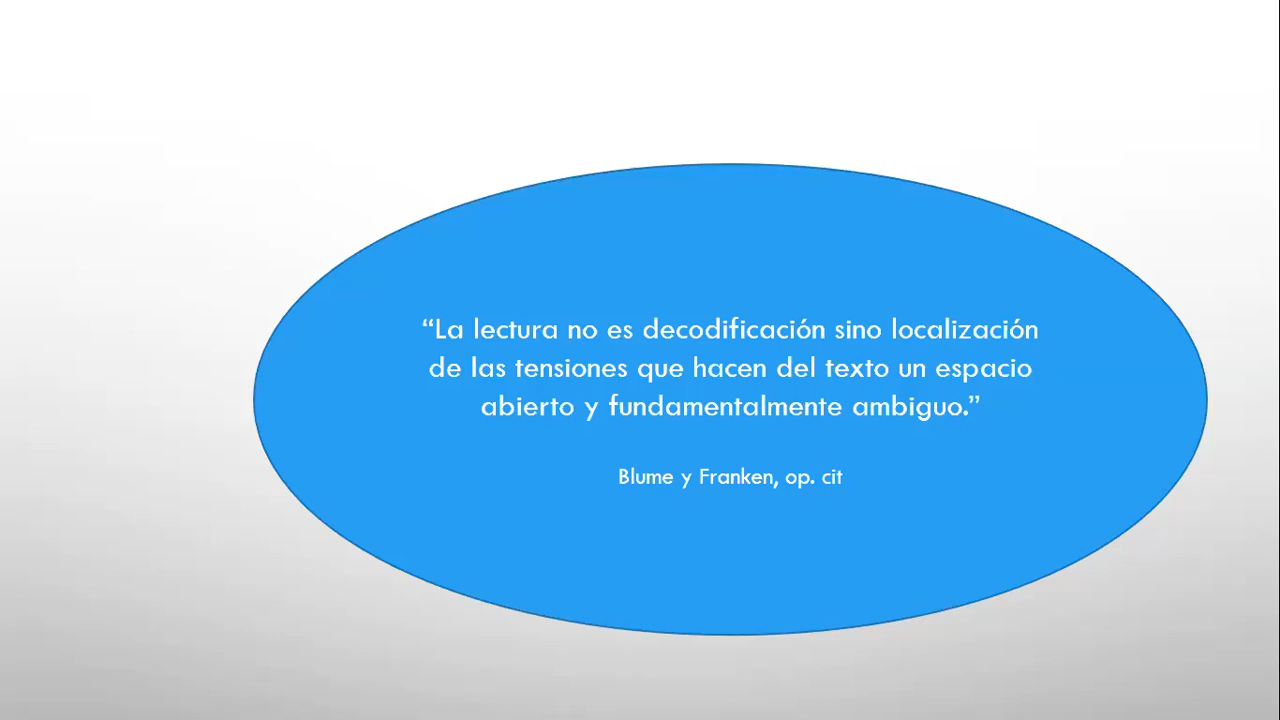 “La lectura no es decodificación sino localización
de las tensiones que hacen del texto un espacio
abierto y fundamentalmente ambiguo.”
Blume y Franken, op. cit